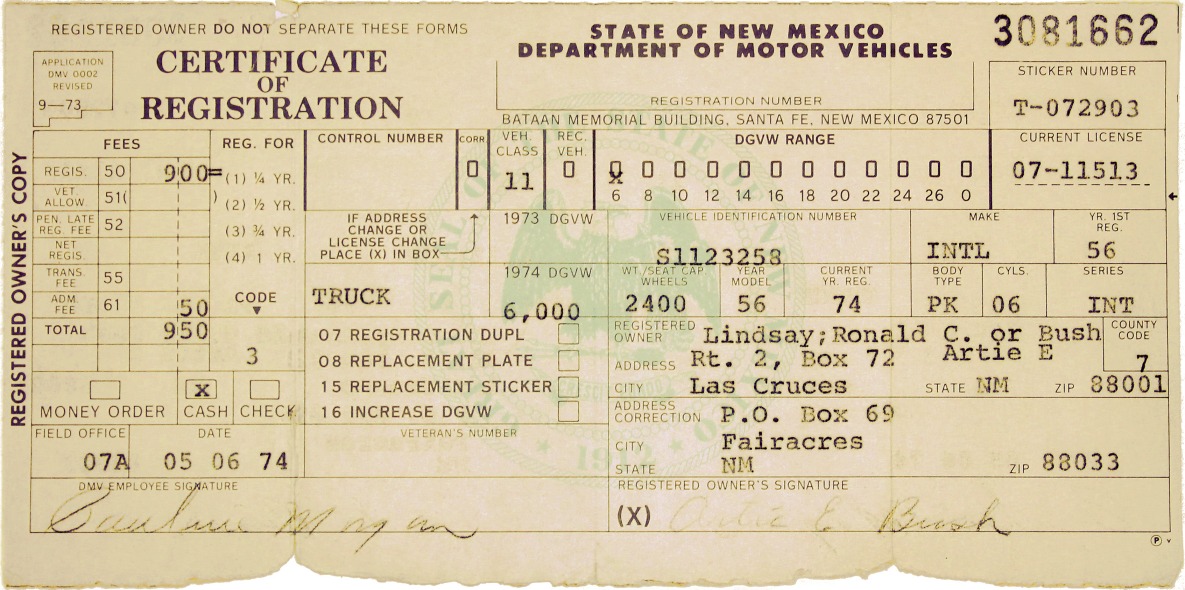 REGISTERED OWNER DO NOT SEPARATE THESE FORMS
STATE OF NEW MEXICO
DEPARTMENT OF MOTOR VEHICLES
3081662
APPLICATION
DMV 0002
REVISED
9—73
CERTIFICATE
OF
REGISTRATION
REGISTRATION NUMBER
BATAAN MEMORIAL BUILDING, SANTA FE, NEW MEXICO 87501
STICKER NUMBER
T-072903
REGISTERED OWNER'S COPY
FEES
REGIS. 50 900=
VET. ALLOW. 51( )
PEN. LATE REG. FEE 52
NET REGIS.
TRANS. FEE 55
ADM. FEE 61 50
TOTAL 950
REG. FOR
(1) ¼ YR.
(2) ½ YR.
(3) ¾ YR.
(4) 1 YR.
CODE
▼
3
CONTROL NUMBER
CORR.
0
VEH. CLASS
11
REC. VEH.
0
DGVW RANGE
0 0 0 0 0 0 0 0 0 0 0 0
X
6 8 10 12 14 16 18 20 22 24 26 0
CURRENT LICENSE
07-11513
IF ADDRESS
CHANGE OR
LICENSE CHANGE
PLACE (X) IN BOX
1973 DGVW
VEHICLE IDENTIFICATION NUMBER
S1123258
MAKE
INTL
YR. 1ST REG.
56
TRUCK
1974 DGVW
6,000
WT./SEAT CAP WHEELS
2400
YEAR MODEL
56
CURRENT YR. REG.
74
BODY TYPE
PK
CYLS.
06
SERIES
INT
07 REGISTRATION DUPL
08 REPLACEMENT PLATE
15 REPLACEMENT STICKER
16 INCREASE DGVW
REGISTERED OWNER Lindsay;Ronald C. or Bush
Artie E
COUNTY CODE
7
ADDRESS Rt. 2, Box 72
CITY Las Cruces STATE NM ZIP 88001
ADDRESS CORRECTION P.O. Box 69
CITY Fairacres
STATE NM ZIP 88033
MONEY ORDER
X
CASH
CHECK
FIELD OFFICE
07A
DATE
05 06 74
VETERAN'S NUMBER
DMV EMPLOYEE SIGNATURE
Pauline Morgan
REGISTERED OWNER'S SIGNATURE
(X) Artie E Bush
SEAL OF THE STATE OF NEW MEXICO
1912